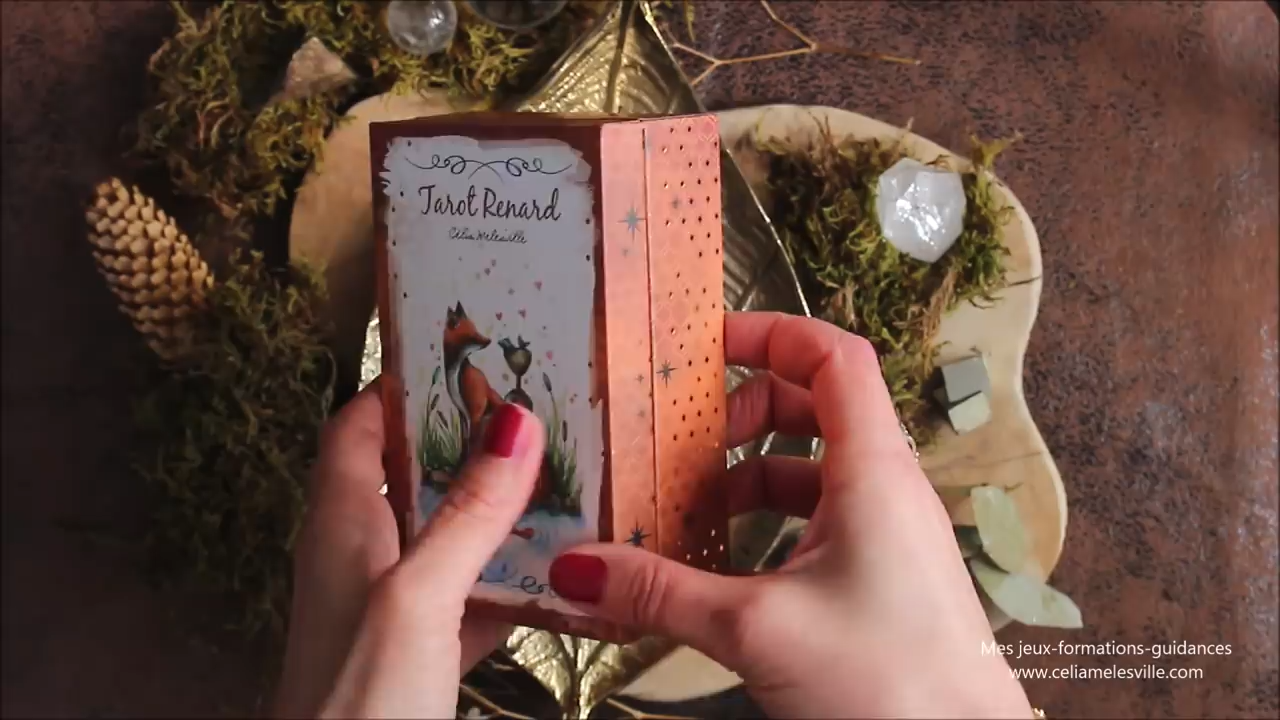 Tarot Renard
Célia Melesville
Mes jeux-formations-guidances
www.celiamelesville.com